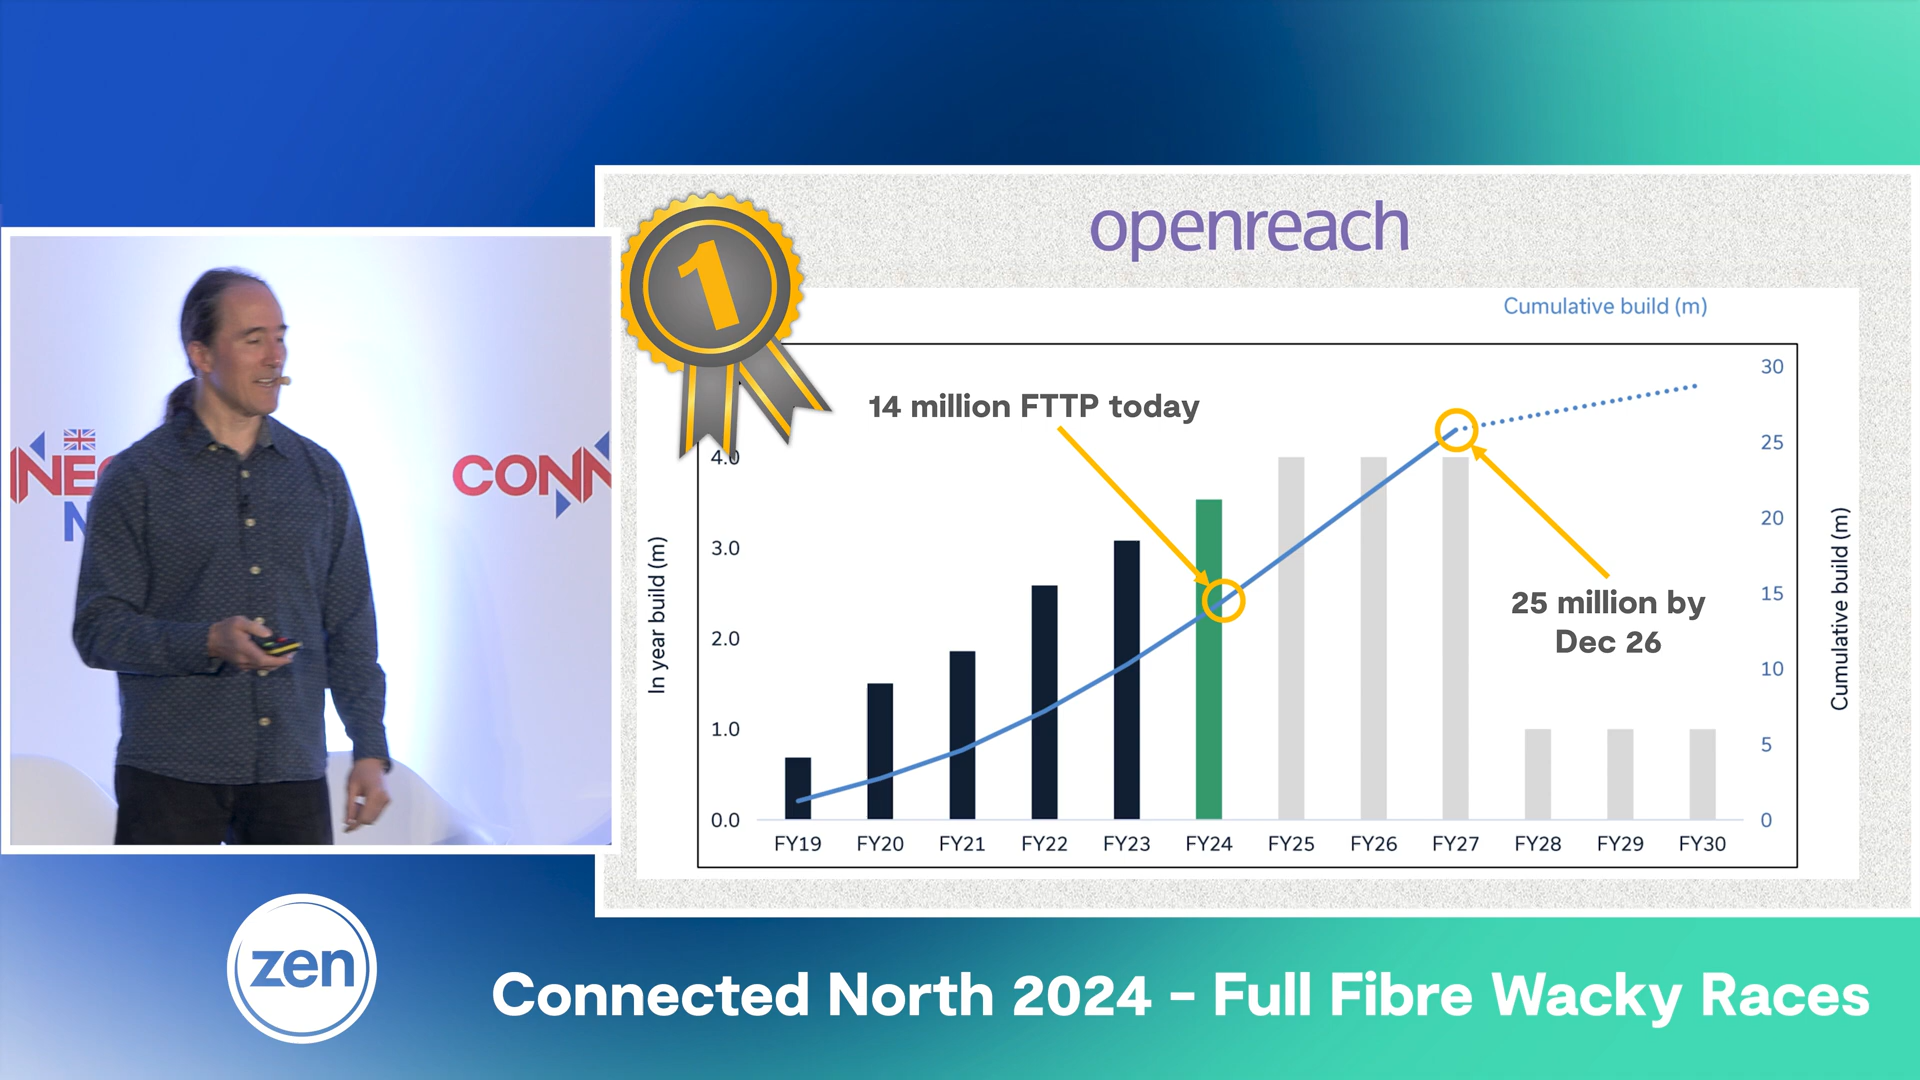 1
openreach
Cumulative build (m)
14 million FTTP today
25 million by
Dec 26
In year build (m)
4.0
3.0
2.0
1.0
0.0
30
25
20
15
10
5
0
Cumulative build (m)
FY19 FY20 FY21 FY22 FY23 FY24 FY25 FY26 FY27 FY28 FY29 FY30
NEC
N
CONN
zen
Connected North 2024 - Full Fibre Wacky Races